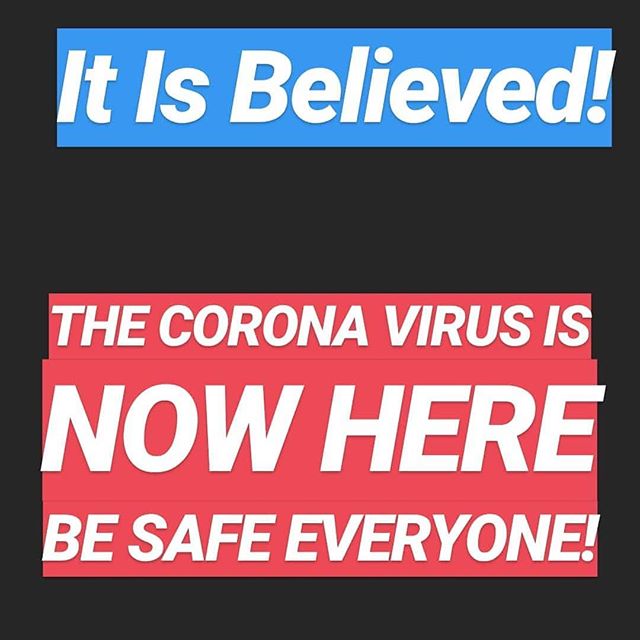 It Is Believed!
THE CORONA VIRUS IS
NOW HERE
BE SAFE EVERYONE!